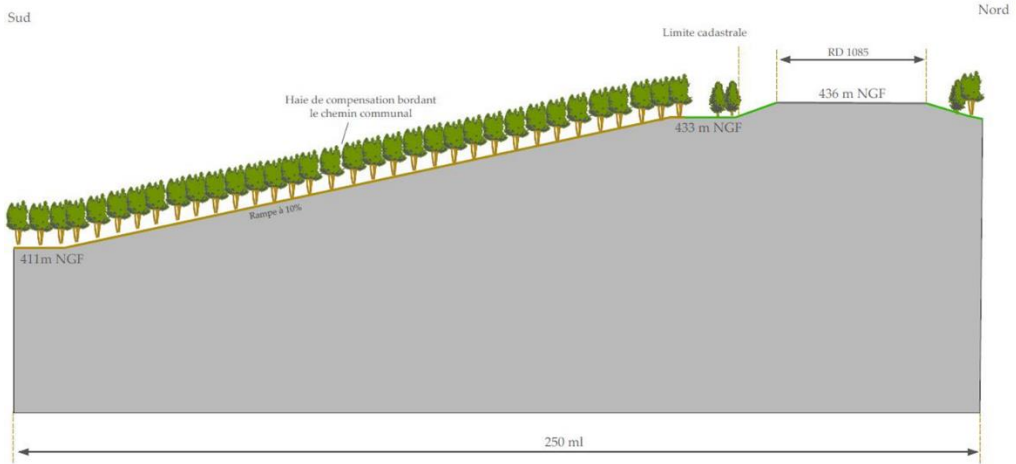 Sud
Nord
Limite cadastrale
RD 1085
436 m NGF
Haie de compensation bordant
le chemin communal
433 m NGF
Rampe à 10%
411m NGF
250 ml